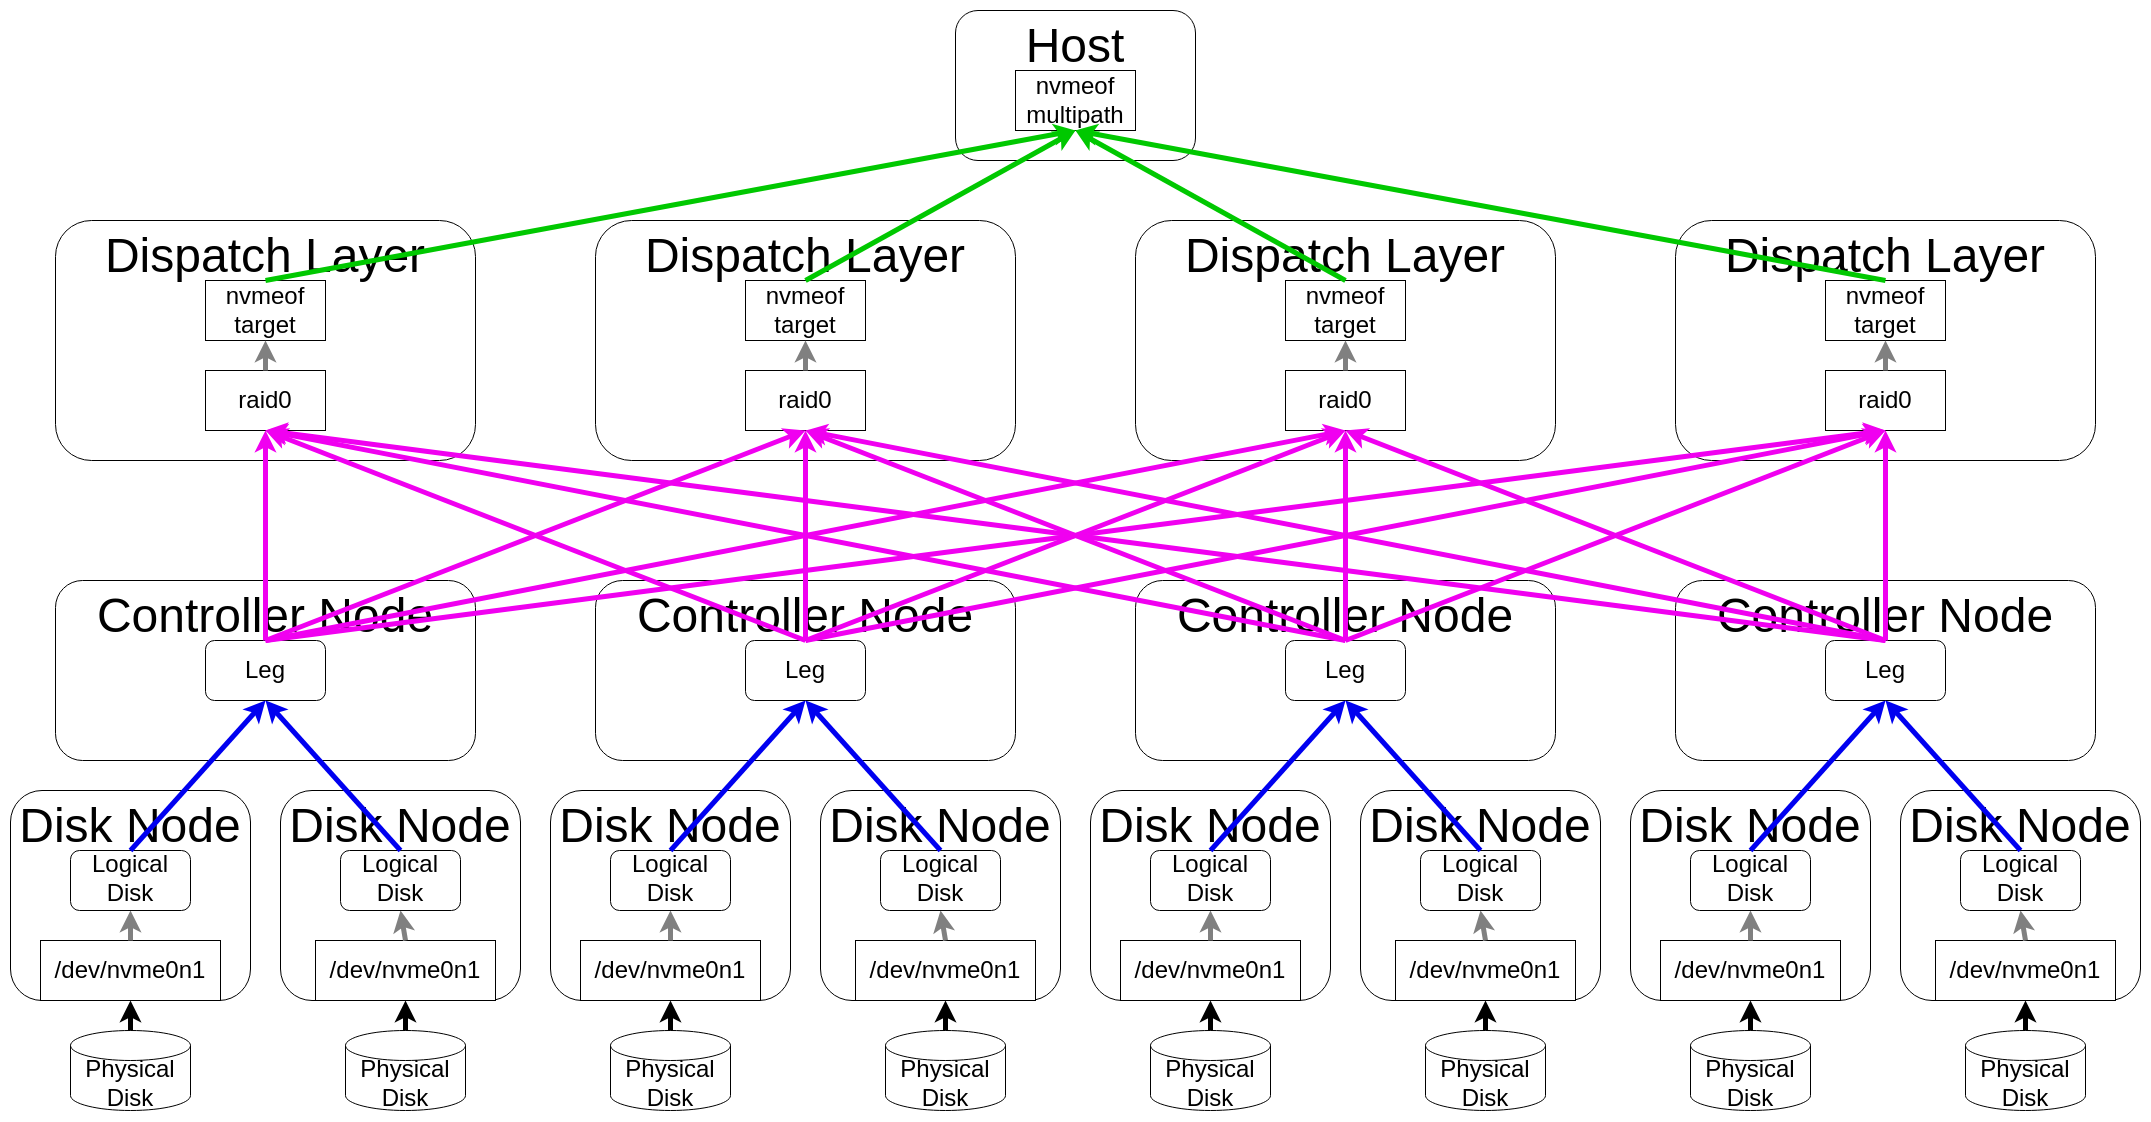 Host
nvmeof
multipath
Dispatch Layer
Dispatch Layer
Dispatch Layer
Dispatch Layer
nvmeof
target
nvmeof
target
nvmeof
target
nvmeof
target
raid0
raid0
raid0
raid0
Controller Node
Controller Node
Controller Node
Controller Node
Leg
Leg
Leg
Leg
Disk Node
Disk Node
Disk Node
Disk Node
Disk Node
Disk Node
Disk Node
Disk Node
Logical
Disk
Logical
Disk
Logical
Disk
Logical
Disk
Logical
Disk
Logical
Disk
Logical
Disk
Logical
Disk
/dev/nvme0n1
/dev/nvme0n1
/dev/nvme0n1
/dev/nvme0n1
/dev/nvme0n1
/dev/nvme0n1
/dev/nvme0n1
/dev/nvme0n1
Physical
Disk
Physical
Disk
Physical
Disk
Physical
Disk
Physical
Disk
Physical
Disk
Physical
Disk
Physical
Disk